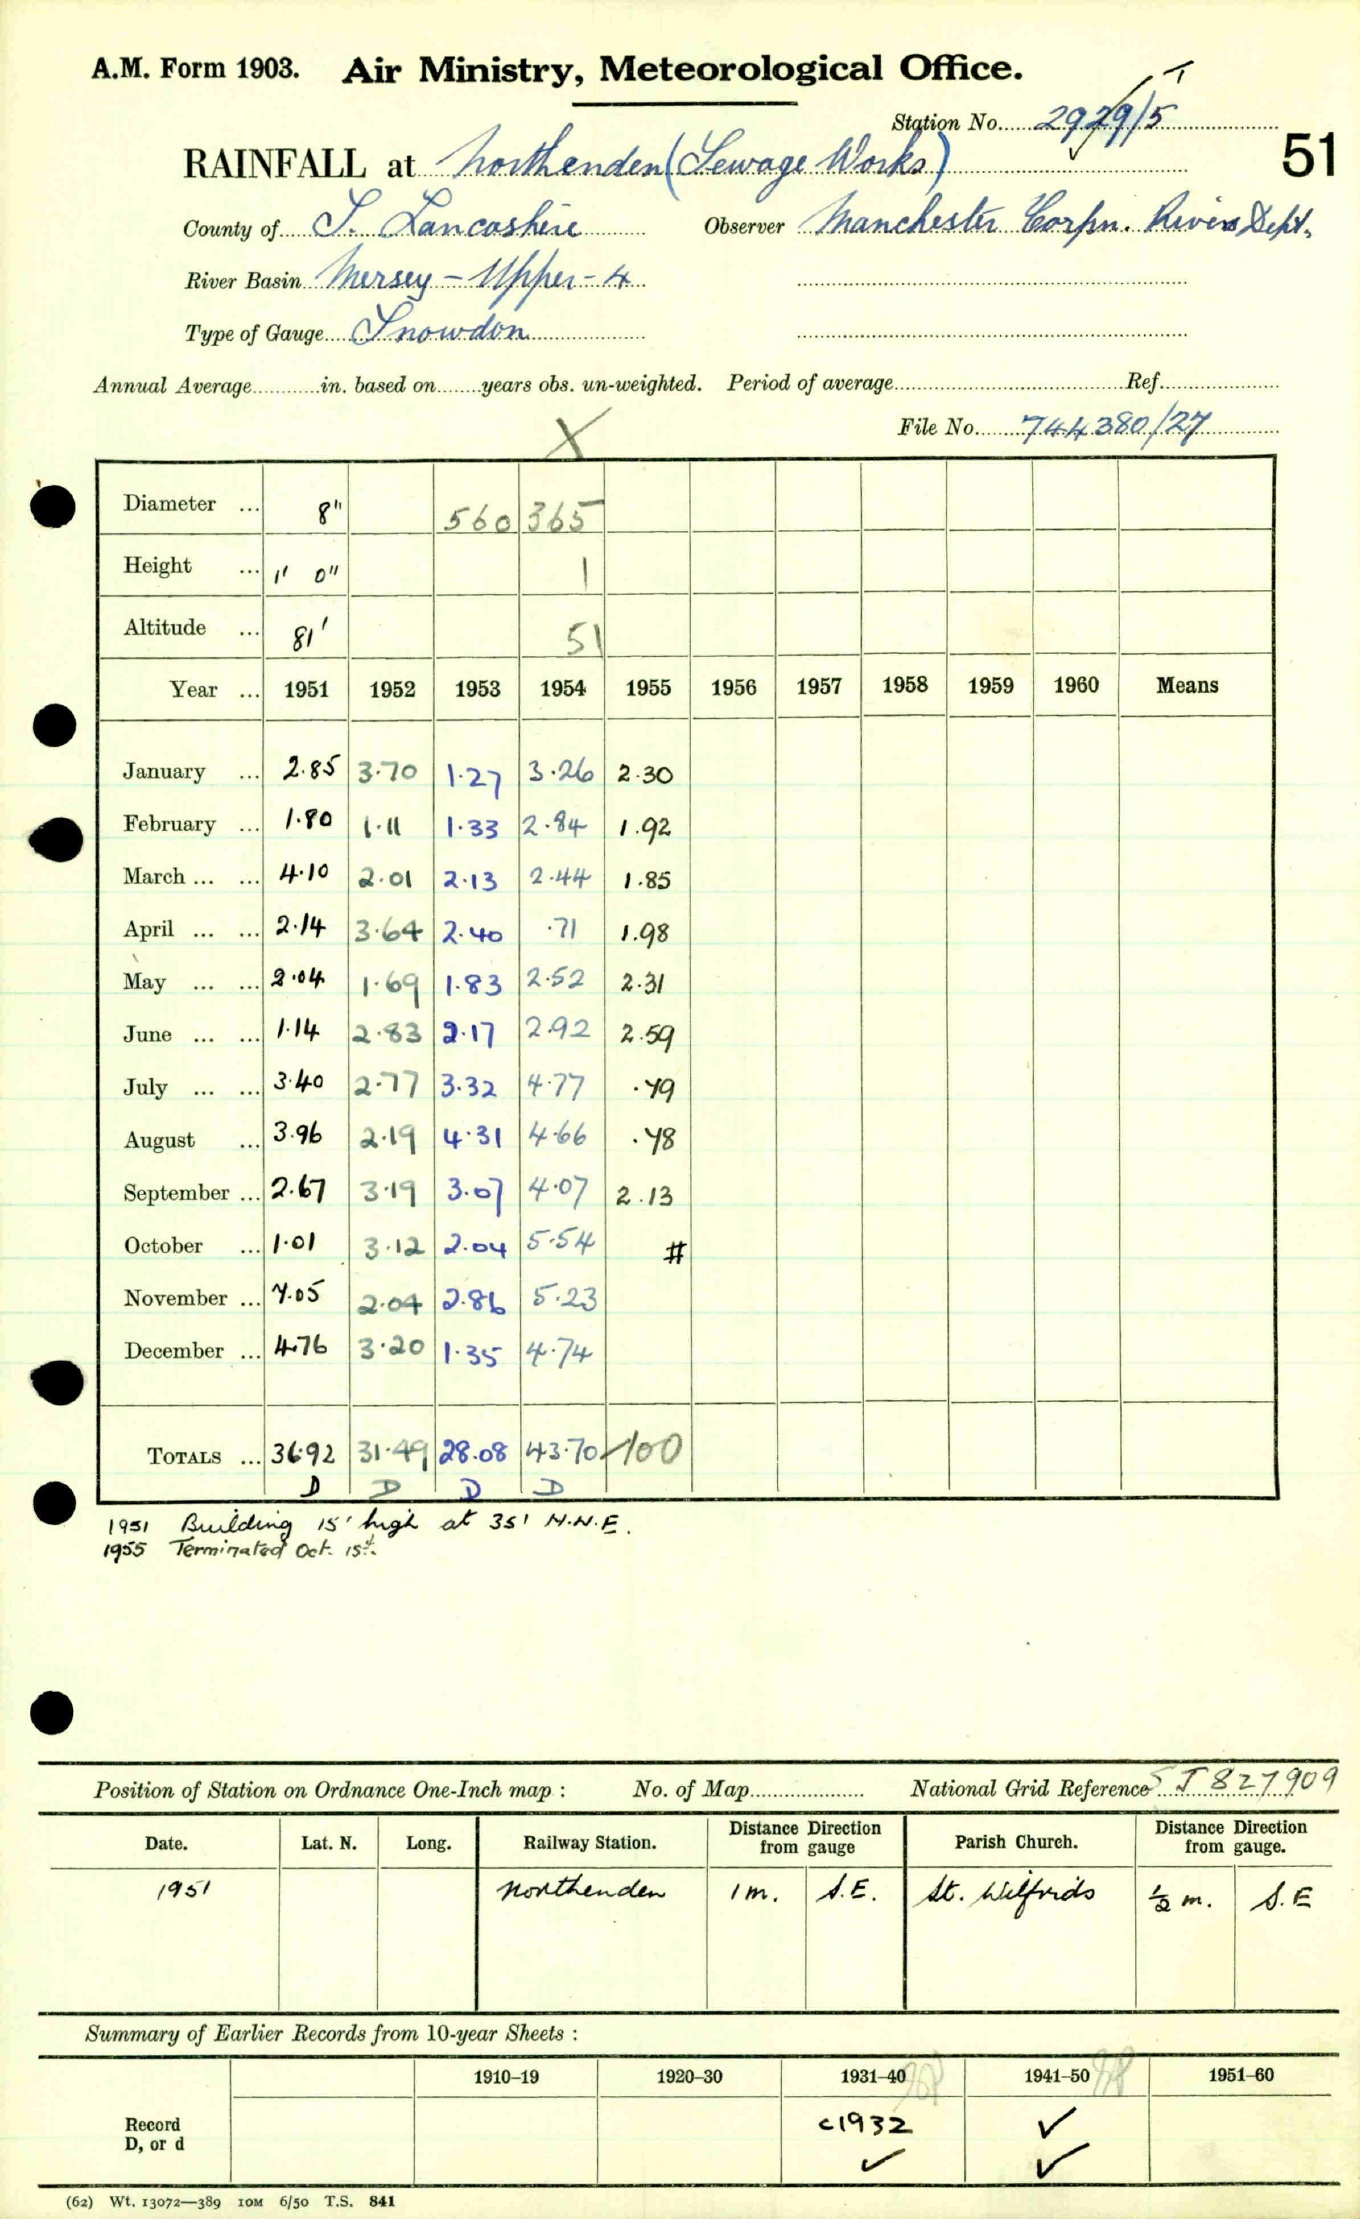 A.M. Form 1903. Air Ministry, Meteorological Office.
Station No. 2929/5 T
RAINFALL at Northenden (Sewage Works) 51
County of S. Lancashire Observer Manchester Corpn. Rivers Dept.
River Basin Mersey - Upper - 4
Type of Gauge Snowdon
Annual Average............in. based on.......years obs. un-weighted. Period of average............Ref............
X File No. 744380/27
Diameter ... 8" 560 365
Height ... 1' 0" 1
Altitude ... 81' 51
Year ... 1951 1952 1953 1954 1955 1956 1957 1958 1959 1960 Means
January ... 2.85 3.70 1.27 3.26 2.30
February ... 1.80 1.11 1.33 2.84 1.92
March ... ... 4.10 2.01 2.13 2.44 1.85
April ... ... 2.14 3.64 2.40 .71 1.98
May ... ... 2.04 1.69 1.83 2.52 2.31
June ... ... 1.14 2.83 2.17 2.92 2.59
July ... ... 3.40 2.77 3.32 4.77 .79
August ... 3.96 2.19 4.31 4.66 .78
September ... 2.67 3.19 3.07 4.07 2.13
October ... 1.01 3.12 2.04 5.54 #
November ... 7.05 2.04 2.86 5.23
December ... 4.76 3.20 1.35 4.74
TOTALS ... 36.92 31.49 28.08 43.70 -100
D D D D
1951 Building 15' high at 35' N.N.E.
1955 Terminated Oct. 15t.
Position of Station on Ordnance One-Inch map : No. of Map............ National Grid Reference SJ 827909
Date. Lat. N. Long. Railway Station. Distance from Direction gauge Parish Church. Distance from Direction gauge.
1951 Northenden 1 m. S.E. St. Wilfrids ½ m. S.E
Summary of Earlier Records from 10-year Sheets :
1910–19 1920–30 1931–40 1941–50 1951–60
Record c1932 ✓
D, or d ✓ ✓
(62) Wt. 13072—389 10M 6/50 T.S. 841